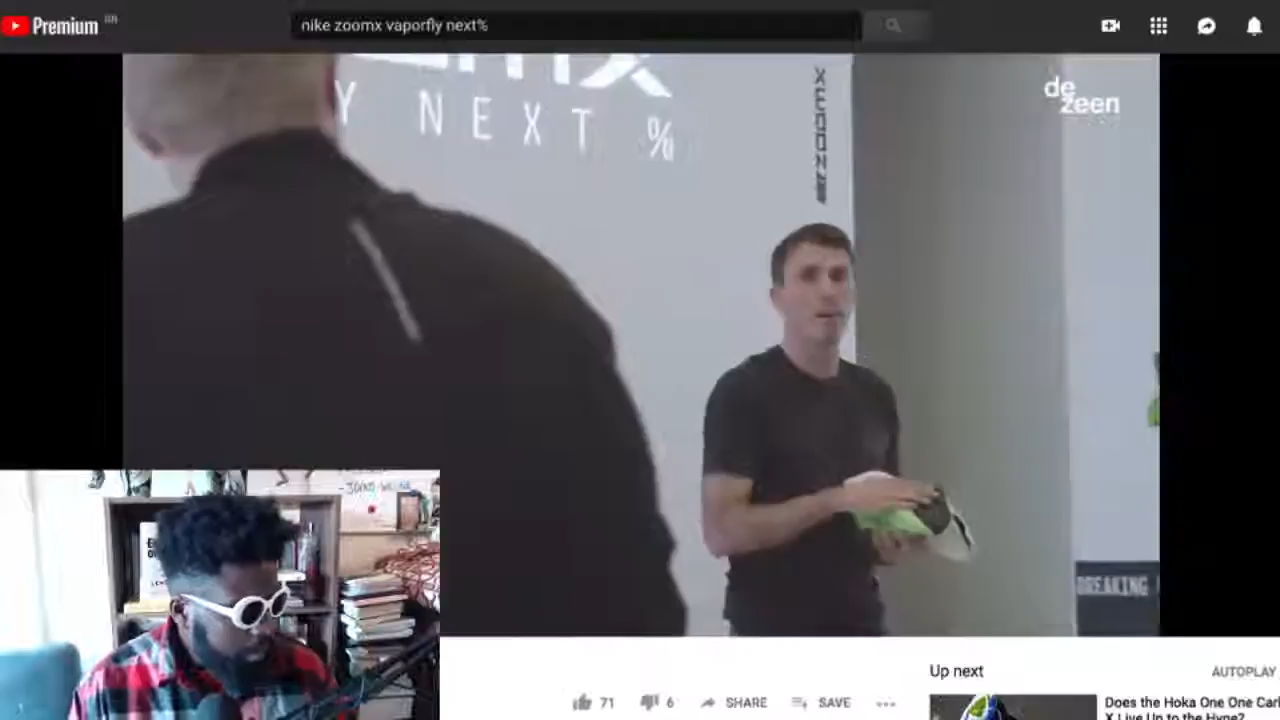 Premium
nike zoomx vaporfly next%
Y NEXT %
de
zeen
BREAKING
71
6
SHARE
SAVE
Up next
AUTOPLAY
Does the Hoka One One Car
X Live Up to the Hype?